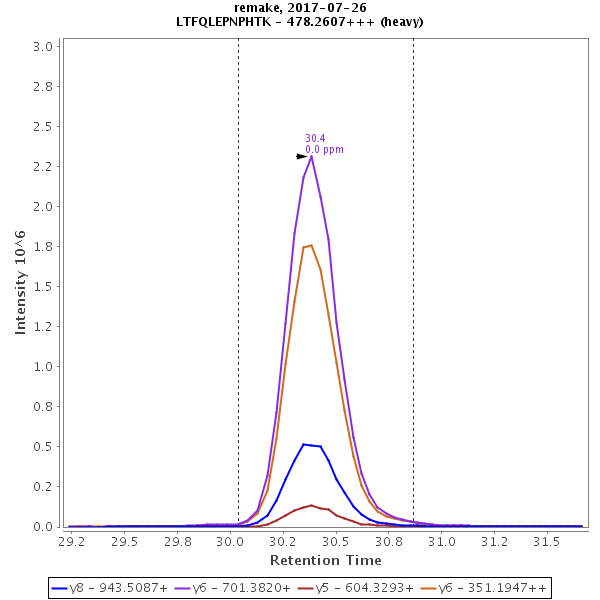 remake, 2017-07-26
LTFQLEPNPHTK - 478.2607+++ (heavy)
3.0
2.8
2.5
2.2
2.0
1.8
1.5
1.2
1.0
0.8
0.5
0.2
0.0
Intensity 10^6
30.4
0.0 ppm
29.2 29.5 29.8 30.0 30.2 30.5 30.8 31.0 31.2 31.5
Retention Time
y8 - 943.5087+ y6 - 701.3820+ y5 - 604.3293+ y6 - 351.1947++